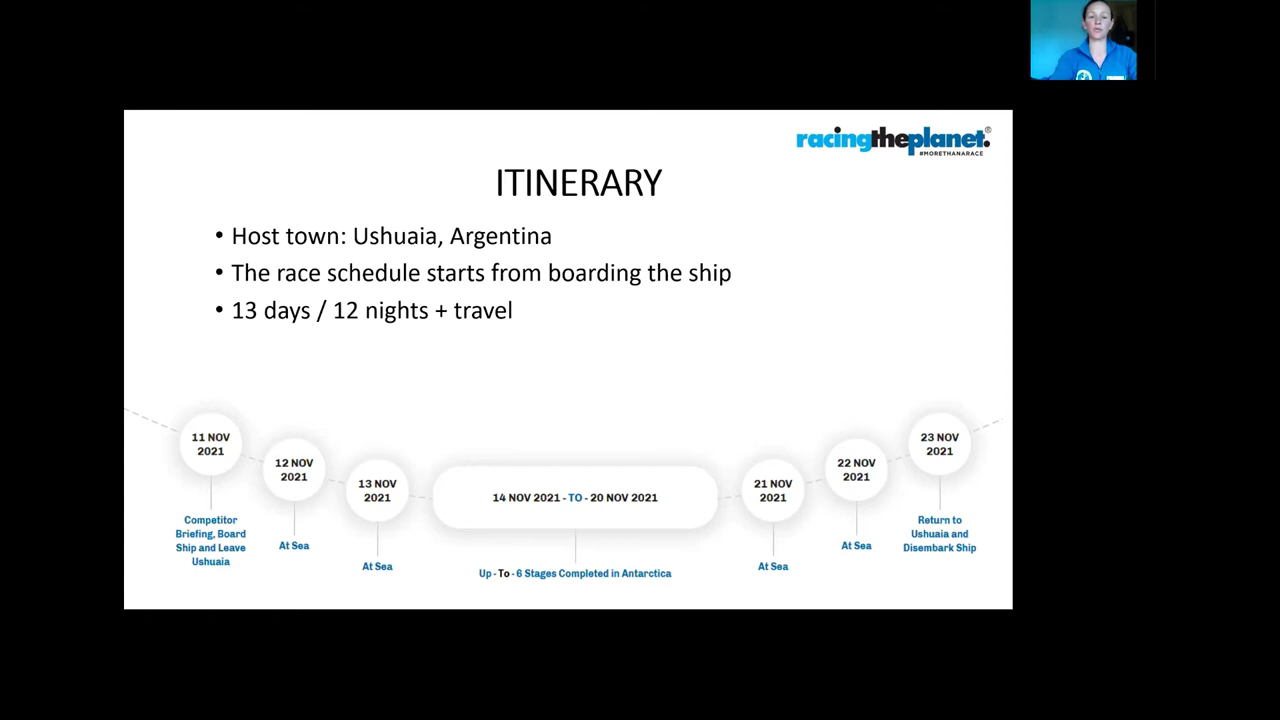 racingtheplanet.®
#MORETHANARACE
ITINERARY
• Host town: Ushuaia, Argentina
• The race schedule starts from boarding the ship
• 13 days / 12 nights + travel
11 NOV
2021
Competitor
Briefing, Board
Ship and Leave
Ushuaia
12 NOV
2021
At Sea
13 NOV
2021
At Sea
14 NOV 2021 - TO - 20 NOV 2021
Up - To - 6 Stages Completed in Antarctica
21 NOV
2021
At Sea
22 NOV
2021
At Sea
23 NOV
2021
Return to
Ushuaia and
Disembark Ship